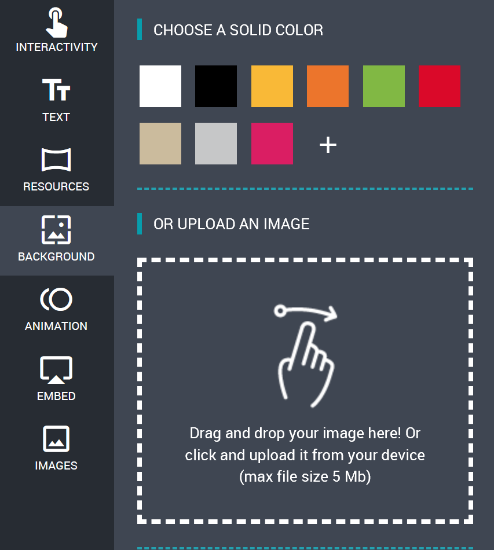 INTERACTIVITY
TEXT
RESOURCES
BACKGROUND
ANIMATION
EMBED
IMAGES
CHOOSE A SOLID COLOR
+
OR UPLOAD AN IMAGE
Drag and drop your image here! Or
click and upload it from your device
(max file size 5 Mb)